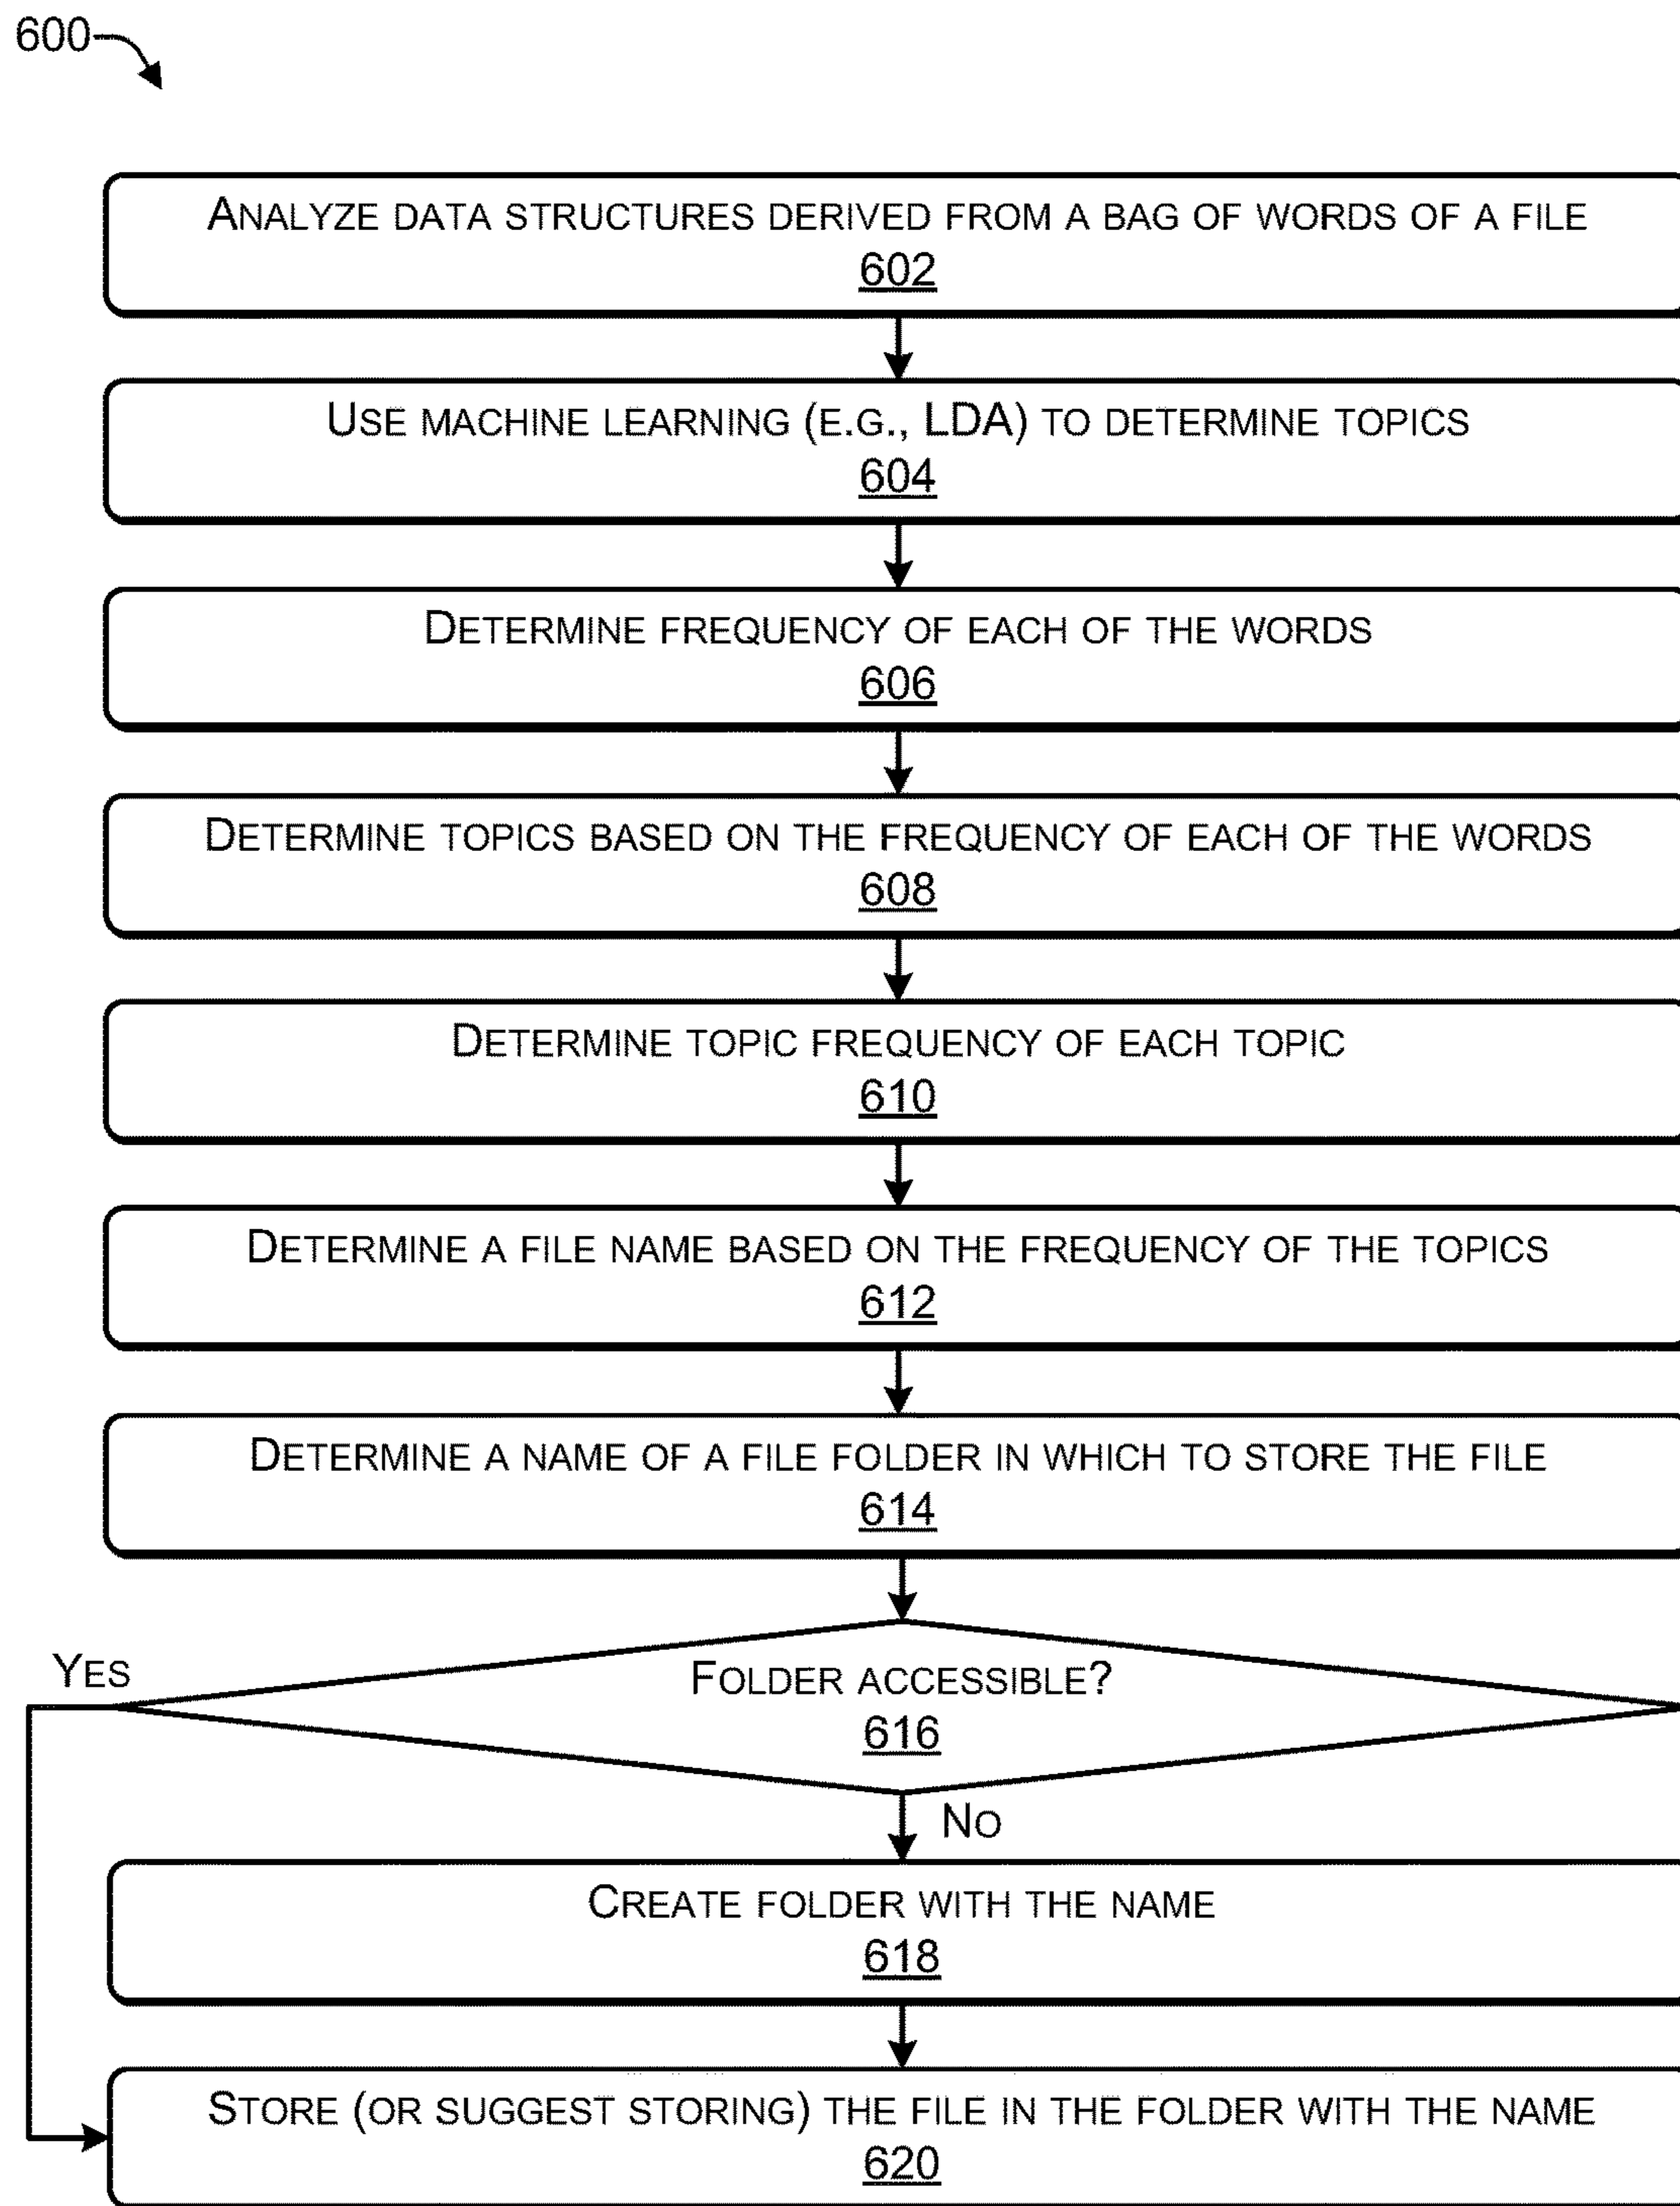 600
ANALYZE DATA STRUCTURES DERIVED FROM A BAG OF WORDS OF A FILE
602
USE MACHINE LEARNING (E.G., LDA) TO DETERMINE TOPICS
604
DETERMINE FREQUENCY OF EACH OF THE WORDS
606
DETERMINE TOPICS BASED ON THE FREQUENCY OF EACH OF THE WORDS
608
DETERMINE TOPIC FREQUENCY OF EACH TOPIC
610
DETERMINE A FILE NAME BASED ON THE FREQUENCY OF THE TOPICS
612
DETERMINE A NAME OF A FILE FOLDER IN WHICH TO STORE THE FILE
614
YES
FOLDER ACCESSIBLE?
616
NO
CREATE FOLDER WITH THE NAME
618
STORE (OR SUGGEST STORING) THE FILE IN THE FOLDER WITH THE NAME
620